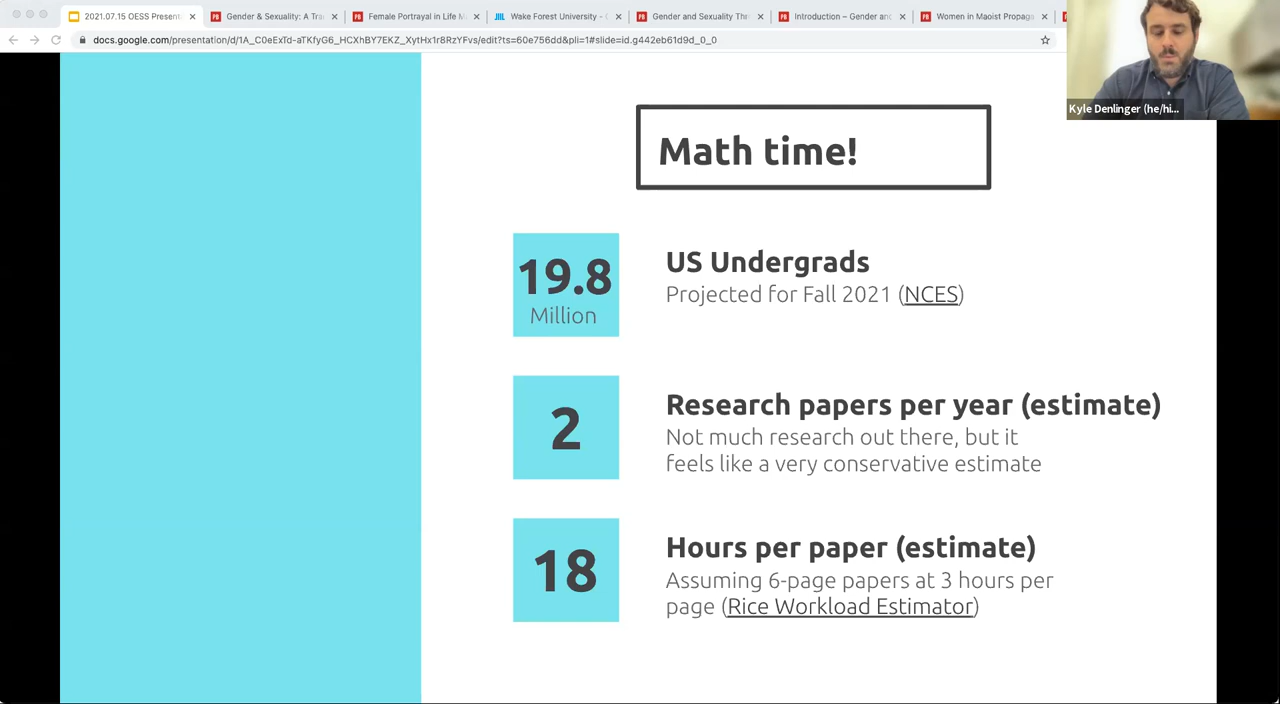 2021.07.15 OESS Present
Gender & Sexuality: A Tra
Female Portrayal in Life M
Wake Forest University - 
Gender and Sexuality Thr
Introduction – Gender and
Women in Maoist Propaga
docs.google.com/presentation/d/1A_C0eExTd-aTKfyG6_HCXhBY7EKZ_XytHx1r8RzYFvs/edit?ts=60e756dd&pli=1#slide=id.g442eb61d9d_0_0
Kyle Denlinger (he/hi...
Math time!
19.8
Million
US Undergrads
Projected for Fall 2021 (NCES)
2
Research papers per year (estimate)
Not much research out there, but it
feels like a very conservative estimate
18
Hours per paper (estimate)
Assuming 6-page papers at 3 hours per
page (Rice Workload Estimator)